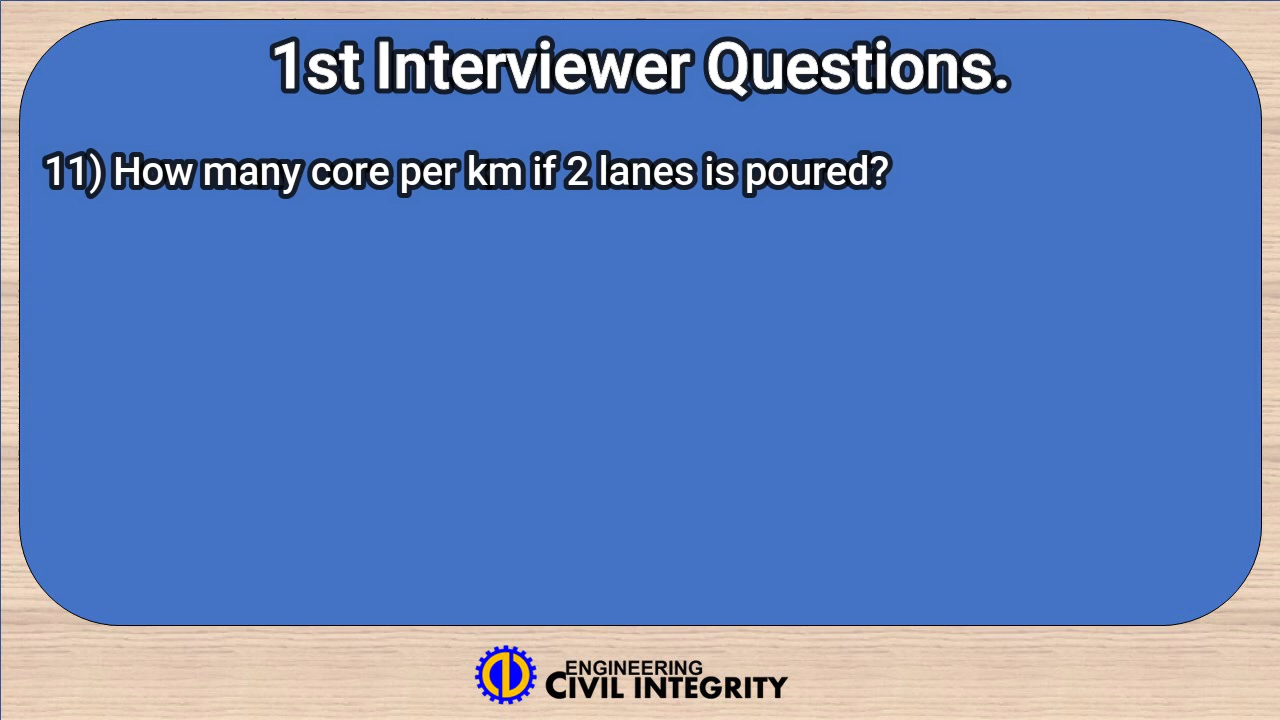 1st Interviewer Questions.
11) How many core per km if 2 lanes is poured?
ENGINEERING
CIVIL INTEGRITY